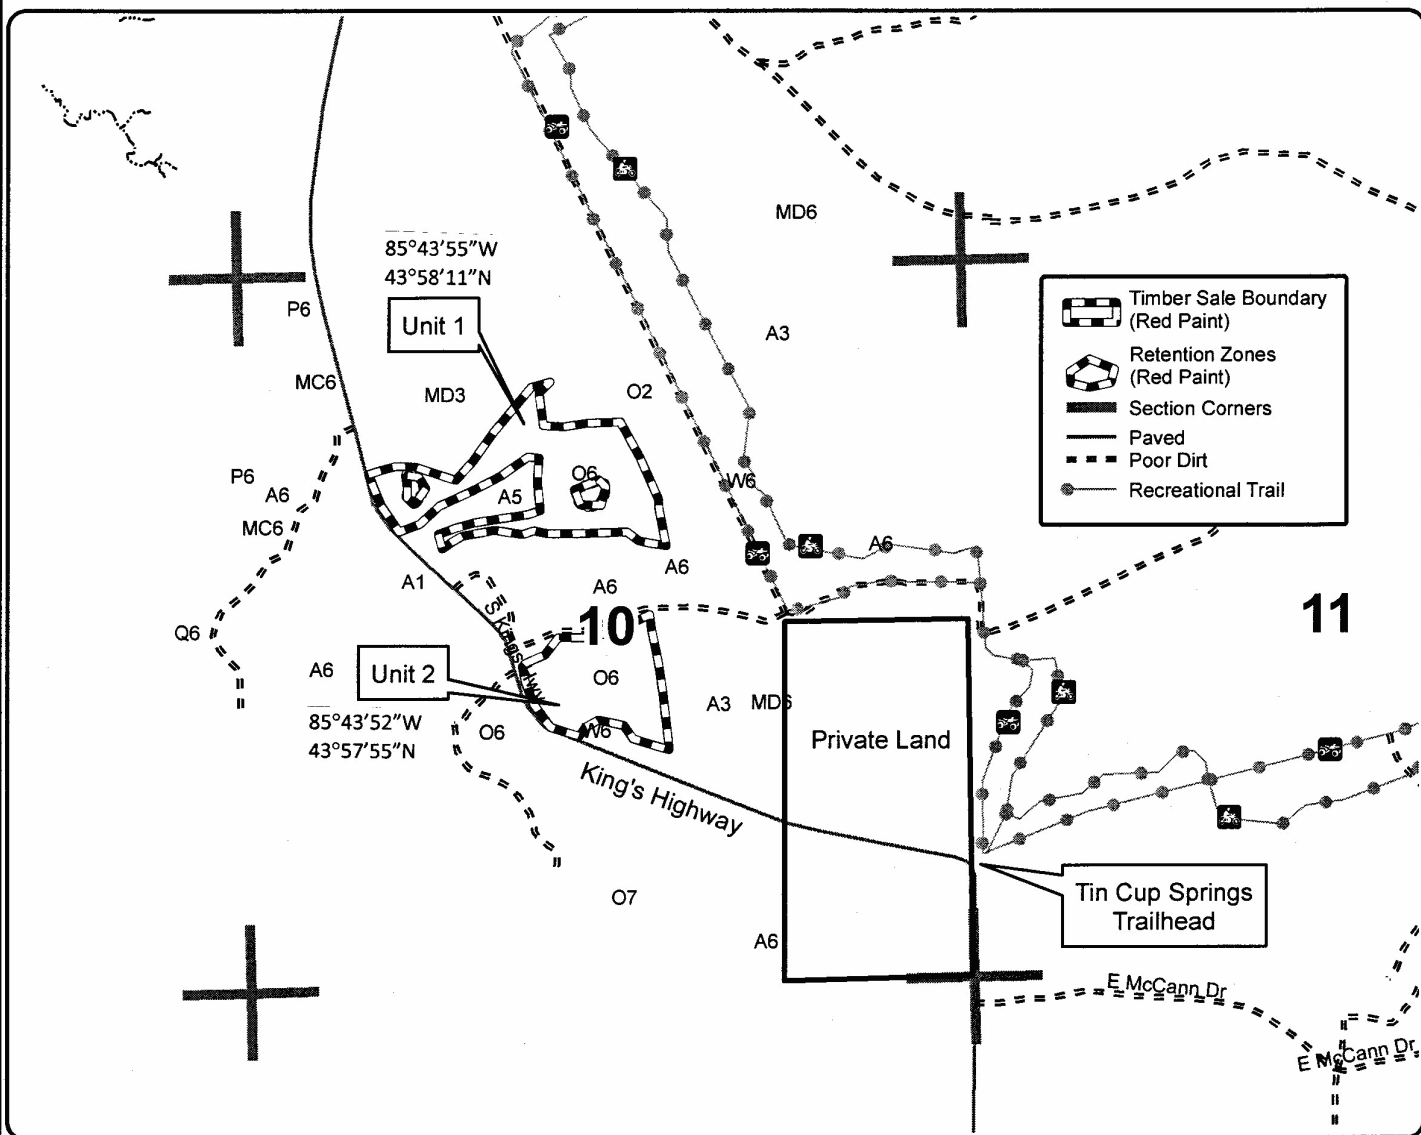 MD6
85°43'55"W
43°58'11"N
P6
Unit 1
A3
MC6
MD3
O2
Timber Sale Boundary
(Red Paint)
Retention Zones
(Red Paint)
Section Corners
Paved
Poor Dirt
Recreational Trail
P6
A6
MC6
A5
O6
W6
A6
A1
A6
A6
S Kings Hwy
10
11
Q6
A6
Unit 2
O6
A3
MD6
85°43'52"W
43°57'55"N
O6
W6
Private Land
King's Highway
O7
A6
Tin Cup Springs
Trailhead
E McCann Dr
E McCann Dr